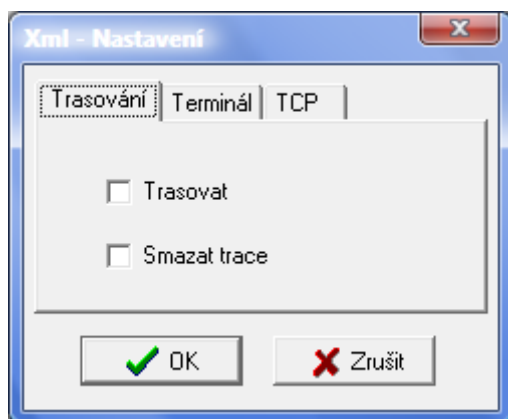 Xml - Nastavení
Trasování Terminál TCP
Trasovat
Smazat trace
OK Zrušit